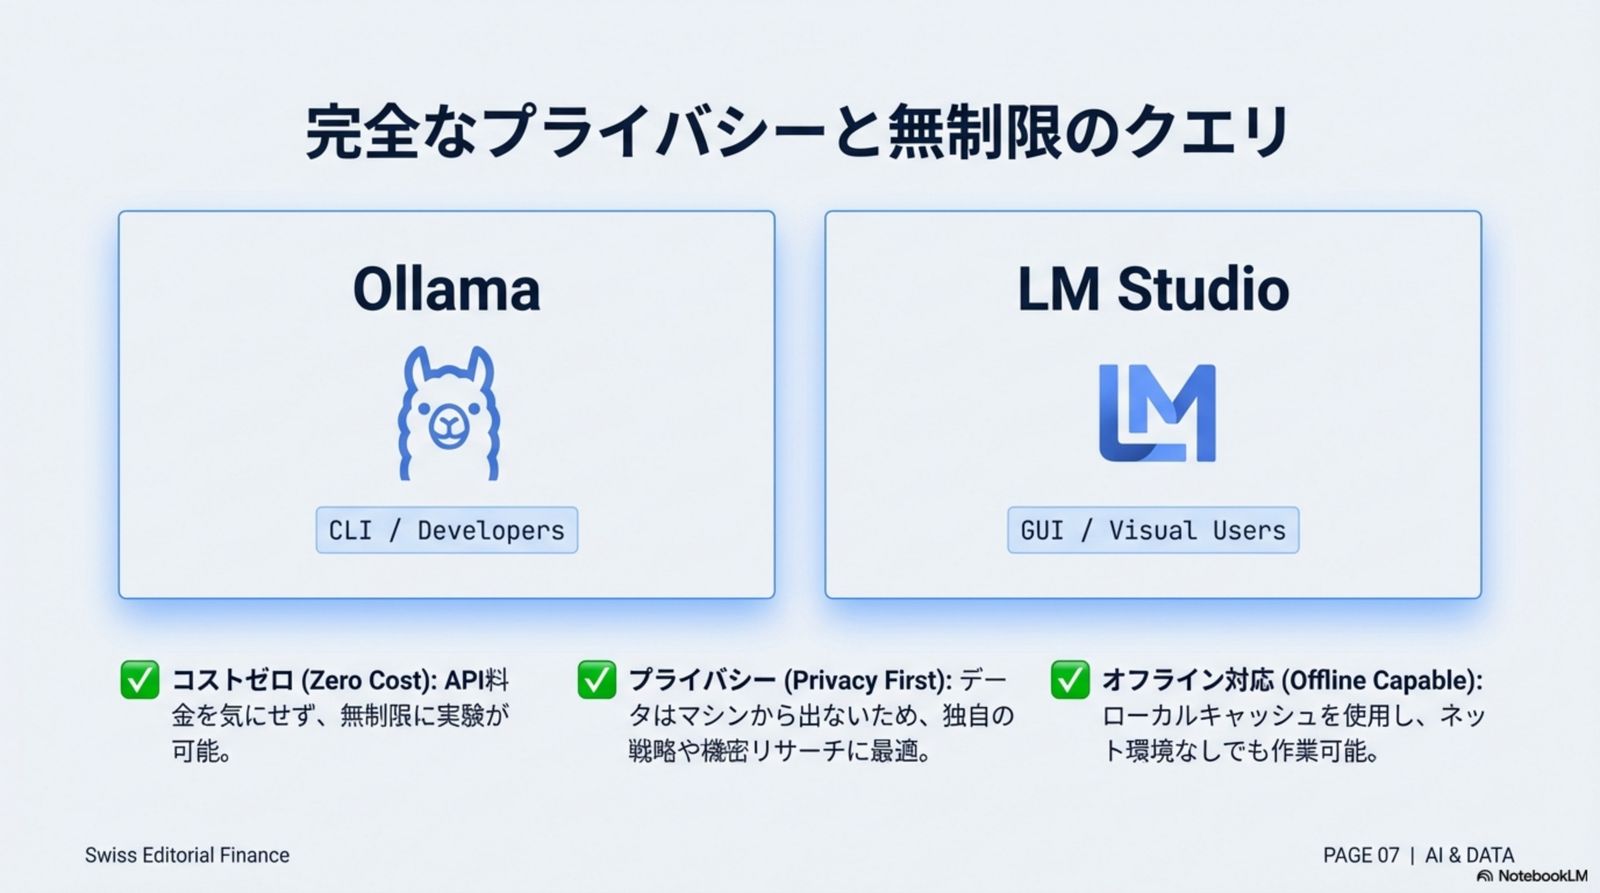 完全なプライバシーと無制限のクエリ
Ollama
CLI / Developers
LM Studio
LM
GUI / Visual Users
✅ コストゼロ (Zero Cost): API料
金を気にせず、無制限に実験が
可能。
✅ プライバシー (Privacy First): デー
タはマシンから出ないため、独自の
戦略や機密リサーチに最適。
✅ オフライン対応 (Offline Capable):
ローカルキャッシュを使用し、ネッ
ト環境なしでも作業可能。
Swiss Editorial Finance
PAGE 07 | AI & DATA
NotebookLM